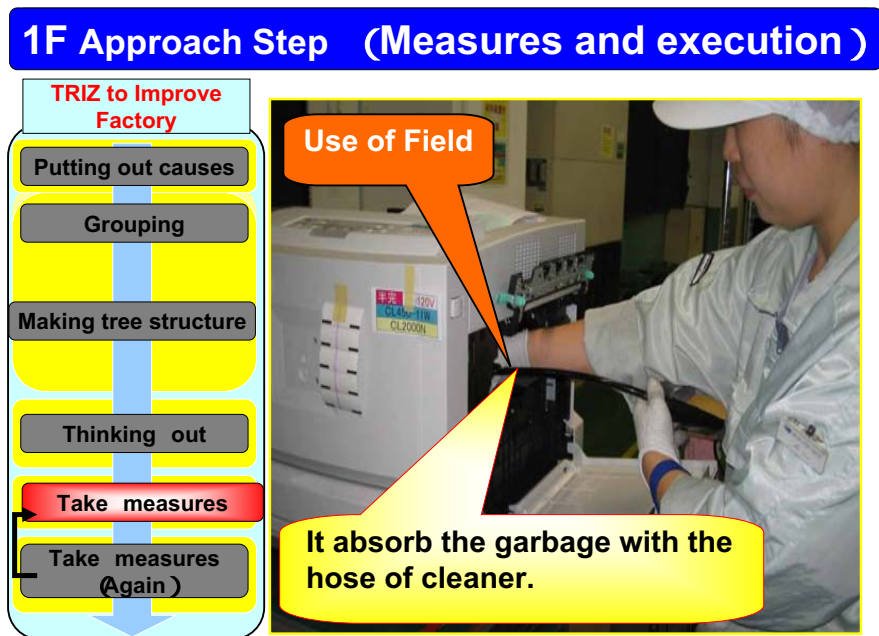 1F Approach Step （Measures and execution）
TRIZ to Improve
Factory
Putting out causes
Grouping
Making tree structure
Thinking out
Take measures
Take measures
(Again）
Use of Field
半完 120V
CL2000N
It absorb the garbage with the
hose of cleaner.